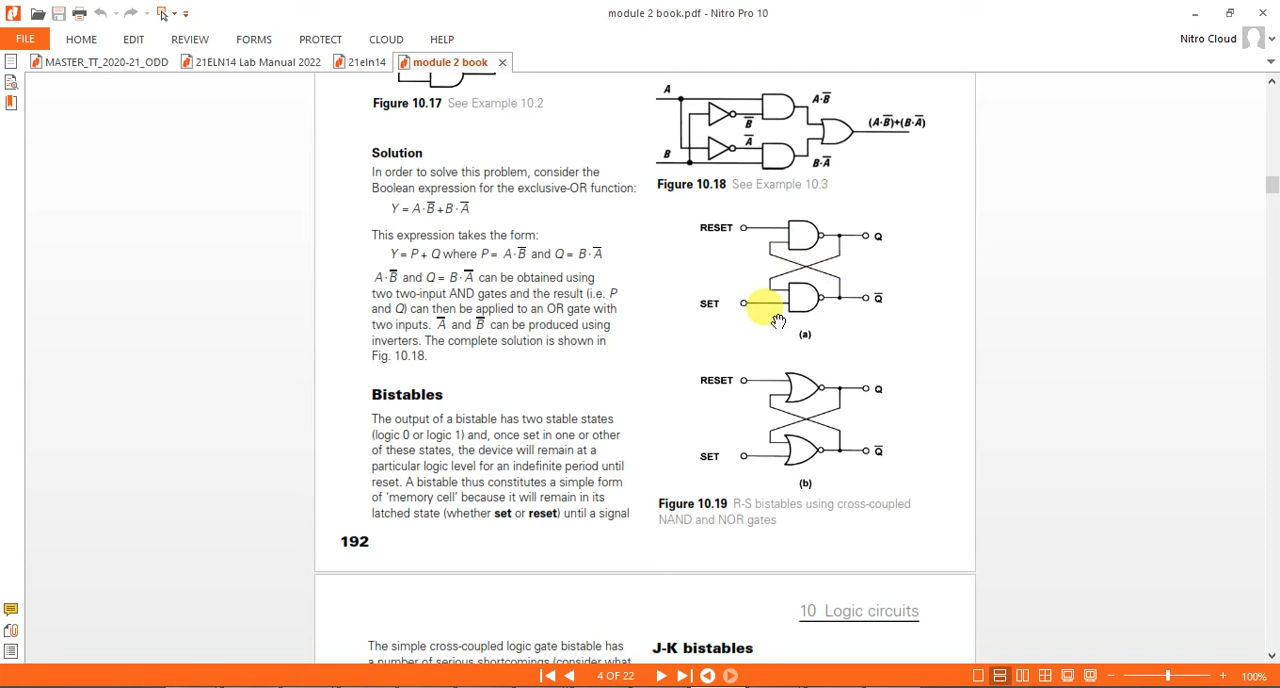 module 2 book.pdf - Nitro Pro 10
FILE HOME EDIT REVIEW FORMS PROTECT CLOUD HELP
Nitro Cloud
MASTER_TT_2020-21_ODD 21ELN14 Lab Manual 2022 21eln14 module 2 book
Figure 10.17 See Example 10.2
Solution
In order to solve this problem, consider the
Boolean expression for the exclusive-OR function:
Y = A·B̅+B·A̅
This expression takes the form:
Y = P + Q where P = A·B̅ and Q = B·A̅
A·B̅ and Q = B·A̅ can be obtained using
two two-input AND gates and the result (i.e. P
and Q) can then be applied to an OR gate with
two inputs. A̅ and B̅ can be produced using
inverters. The complete solution is shown in
Fig. 10.18.
Bistables
The output of a bistable has two stable states
(logic 0 or logic 1) and, once set in one or other
of these states, the device will remain at a
particular logic level for an indefinite period until
reset. A bistable thus constitutes a simple form
of ‘memory cell’ because it will remain in its
latched state (whether set or reset) until a signal
192
A
A·B̅
B̅
(A·B̅)+(B·A̅)
A̅
B
B·A̅
Figure 10.18 See Example 10.3
RESET
Q
SET
Q̅
(a)
RESET
Q
SET
Q̅
(b)
Figure 10.19 R-S bistables using cross-coupled
NAND and NOR gates
10 Logic circuits
The simple cross-coupled logic gate bistable has
a number of serious shortcomings (consider what
J-K bistables
4 OF 22
100%